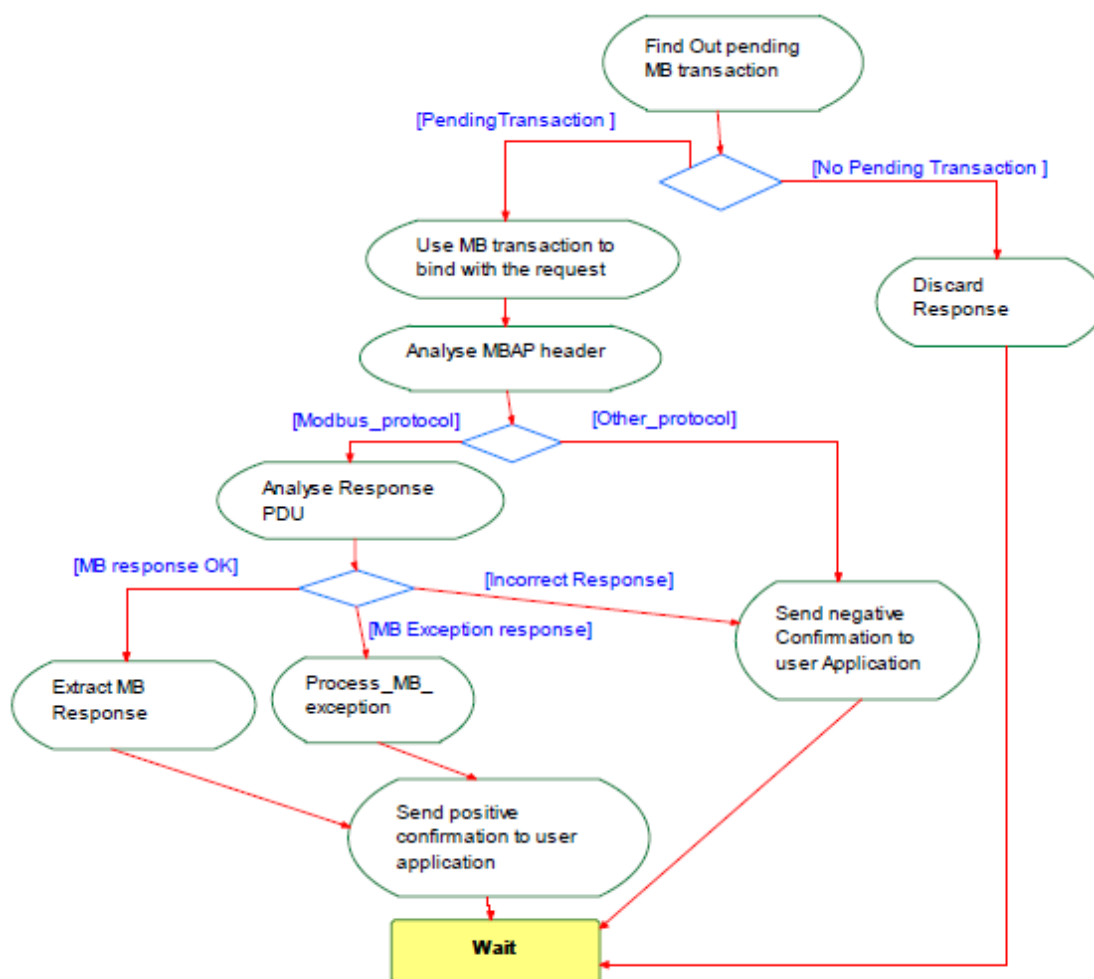 Find Out pending
MB transaction
[PendingTransaction ]
[No Pending Transaction ]
Use MB transaction to
bind with the request
Discard
Response
Analyse MBAP header
[Modbus_protocol]
[Other_protocol]
Analyse Response
PDU
[MB response OK]
[Incorrect Response]
[MB Exception response]
Send negative
Confirmation to
user Application
Extract MB
Response
Process_MB_
exception
Send positive
confirmation to user
application
Wait